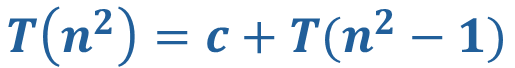 T(n²) = c + T(n² − 1)